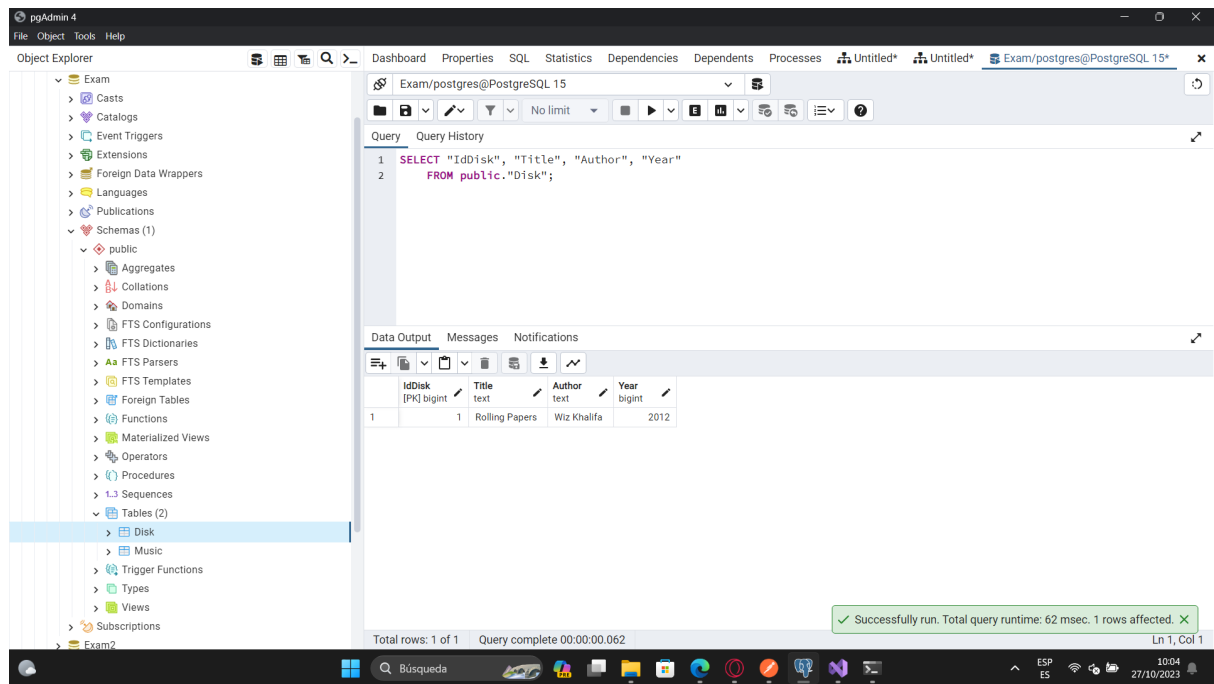 pgAdmin 4
File Object Tools Help
Object Explorer
Dashboard Properties SQL Statistics Dependencies Dependents Processes Untitled* Untitled* Exam/postgres@PostgreSQL 15*
Exam
Casts
Catalogs
Event Triggers
Extensions
Foreign Data Wrappers
Languages
Publications
Schemas (1)
public
Aggregates
Collations
Domains
FTS Configurations
FTS Dictionaries
Aa FTS Parsers
FTS Templates
Foreign Tables
Functions
Materialized Views
Operators
Procedures
1..3 Sequences
Tables (2)
Disk
Music
Trigger Functions
Types
Views
Subscriptions
Exam2
Exam/postgres@PostgreSQL 15
No limit
E
Query Query History
1 SELECT "IdDisk", "Title", "Author", "Year"
2 FROM public."Disk";
Data Output Messages Notifications
IdDisk Title Author Year
[PK] bigint text text bigint
1 1 Rolling Papers Wiz Khalifa 2012
Successfully run. Total query runtime: 62 msec. 1 rows affected.
Total rows: 1 of 1 Query complete 00:00:00.062 Ln 1, Col 1
Búsqueda
PRE
ESP
ES
10:04
27/10/2023